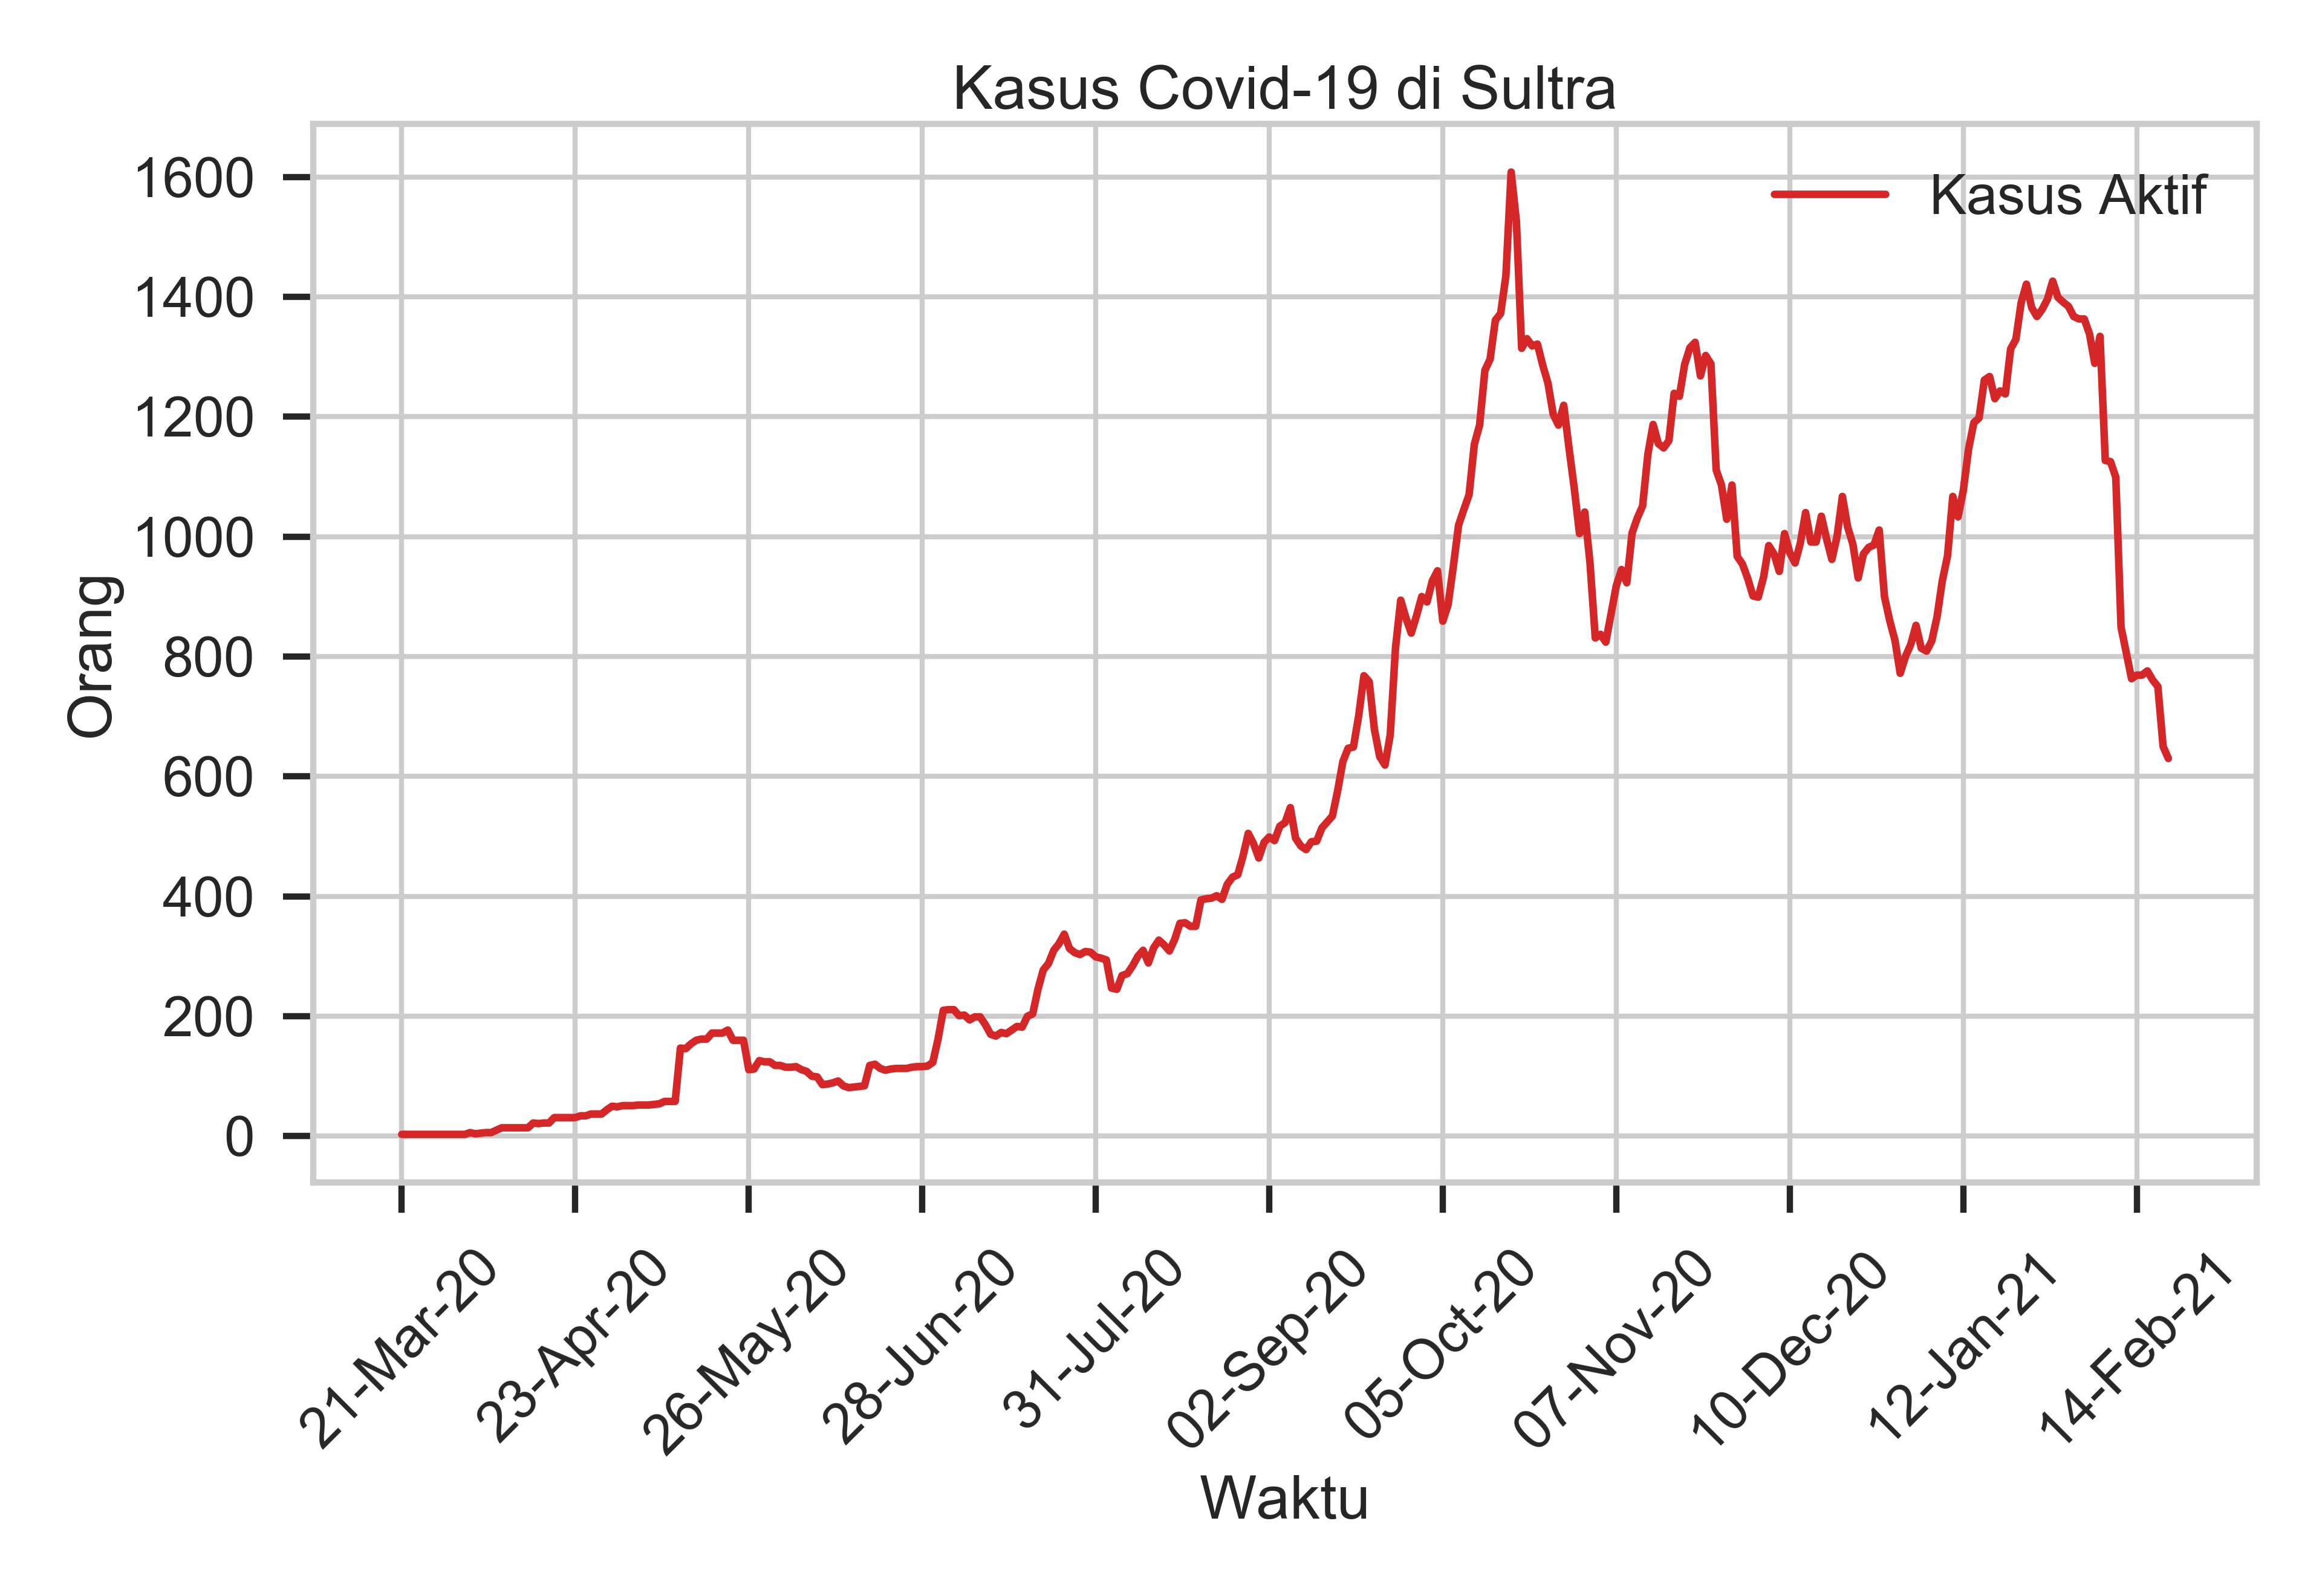 Kasus Covid-19 di Sultra
Kasus Aktif
1600
1400
1200
1000
800
600
400
200
0
Orang
21-Mar-20
23-Apr-20
26-May-20
28-Jun-20
31-Jul-20
02-Sep-20
05-Oct-20
07-Nov-20
10-Dec-20
12-Jan-21
14-Feb-21
Waktu